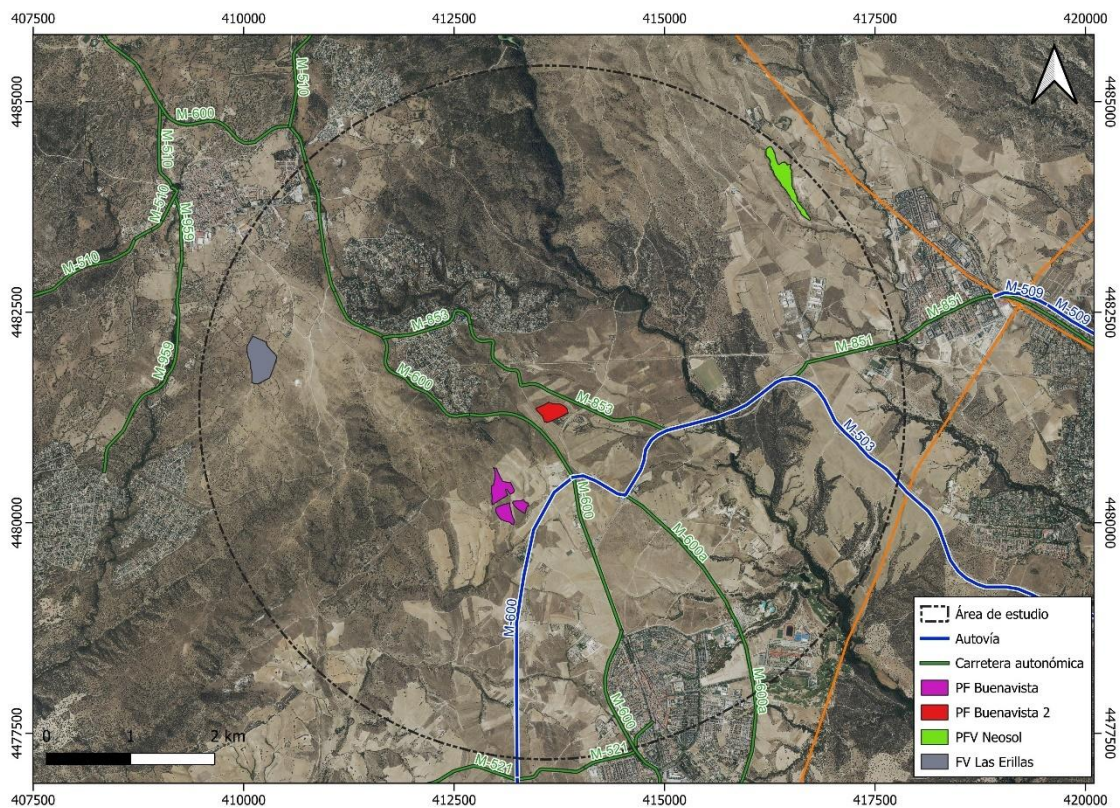 407500 410000 412500 415000 417500 420000
4485000
4485000
M-510
M-600
M-510
M-510
M-959
M-510
M-509
M-509
4482500
4482500
M-853
M-851
M-851
M-959
M-600
M-853
M-503
M-600
4480000
4480000
M-600a
M-600
M-600
M-600a
M-521
M-521
4477500
4477500
0 1 2 km
Área de estudio
Autovía
Carretera autonómica
PF Buenavista
PF Buenavista 2
PFV Neosol
FV Las Erillas
407500 410000 412500 415000 417500 420000